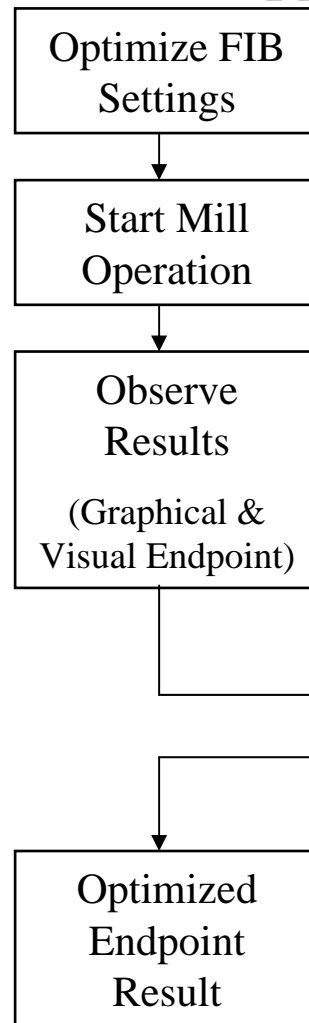 Optimize FIB
Settings
Start Mill
Operation
Observe
Results
(Graphical &
Visual Endpoint)
Optimized
Endpoint
Result